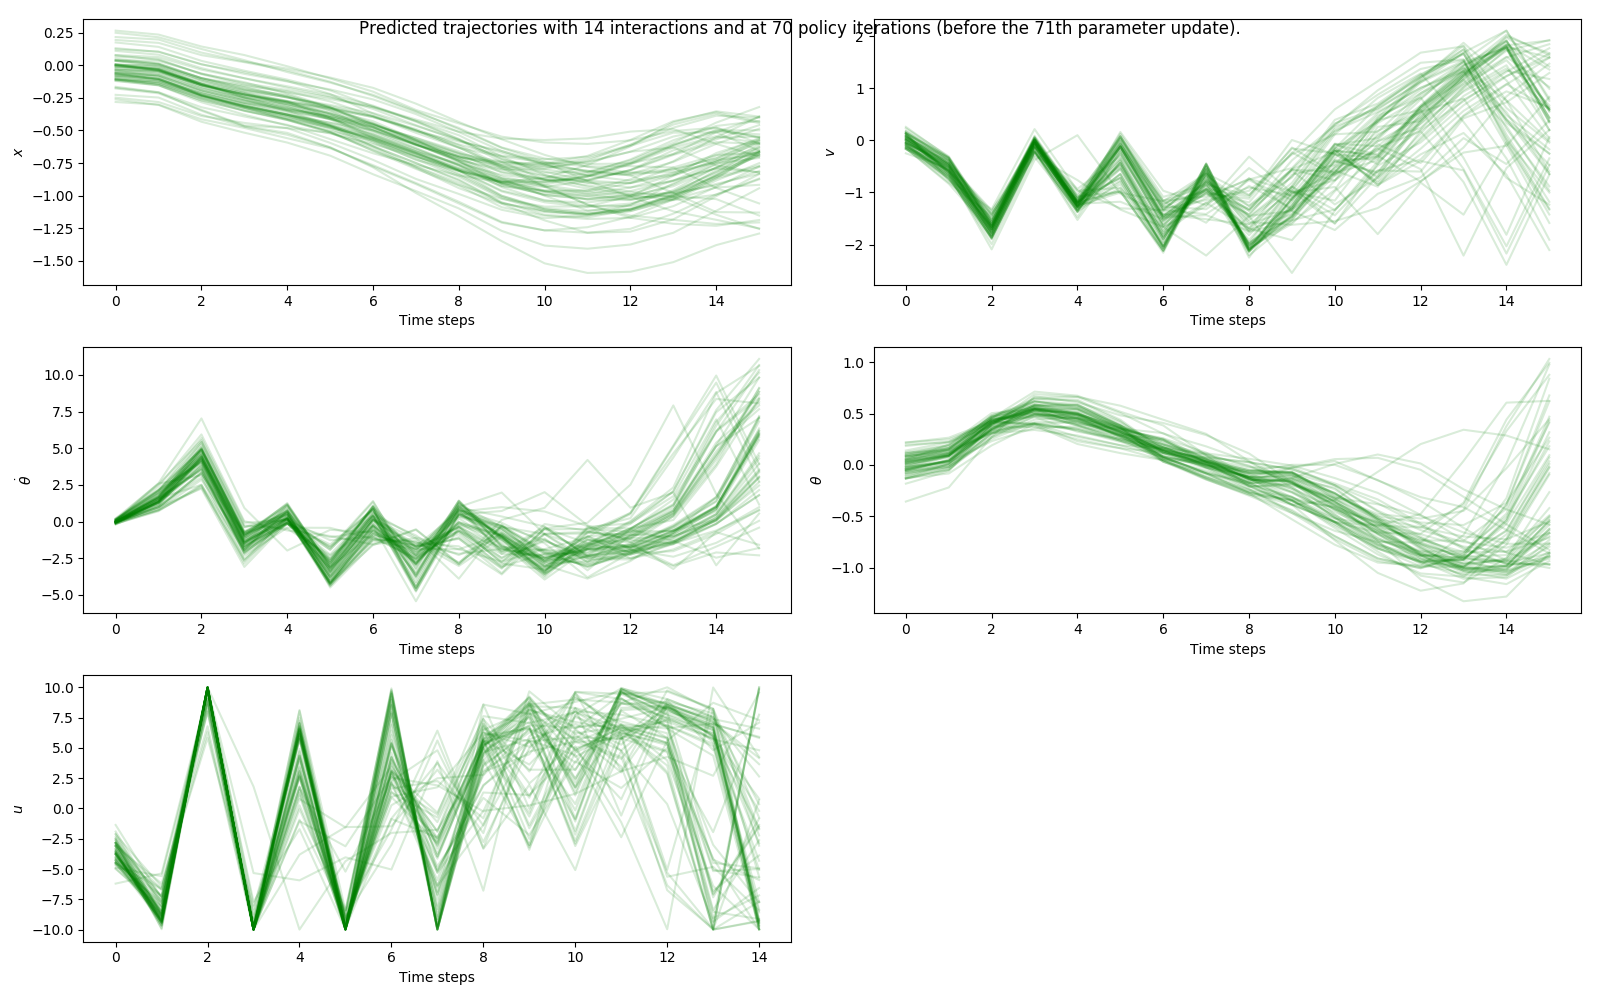 Predicted trajectories with 14 interactions and at 70 policy iterations (before the 71th parameter update).
0.25
0.00
−0.25
−0.50
−0.75
−1.00
−1.25
−1.50
x
0 2 4 6 8 10 12 14
Time steps
2
1
0
−1
−2
v
0 2 4 6 8 10 12 14
Time steps
10.0
7.5
5.0
2.5
0.0
−2.5
−5.0
θ̇
0 2 4 6 8 10 12 14
Time steps
1.0
0.5
0.0
−0.5
−1.0
θ
0 2 4 6 8 10 12 14
Time steps
10.0
7.5
5.0
2.5
0.0
−2.5
−5.0
−7.5
−10.0
u
0 2 4 6 8 10 12 14
Time steps